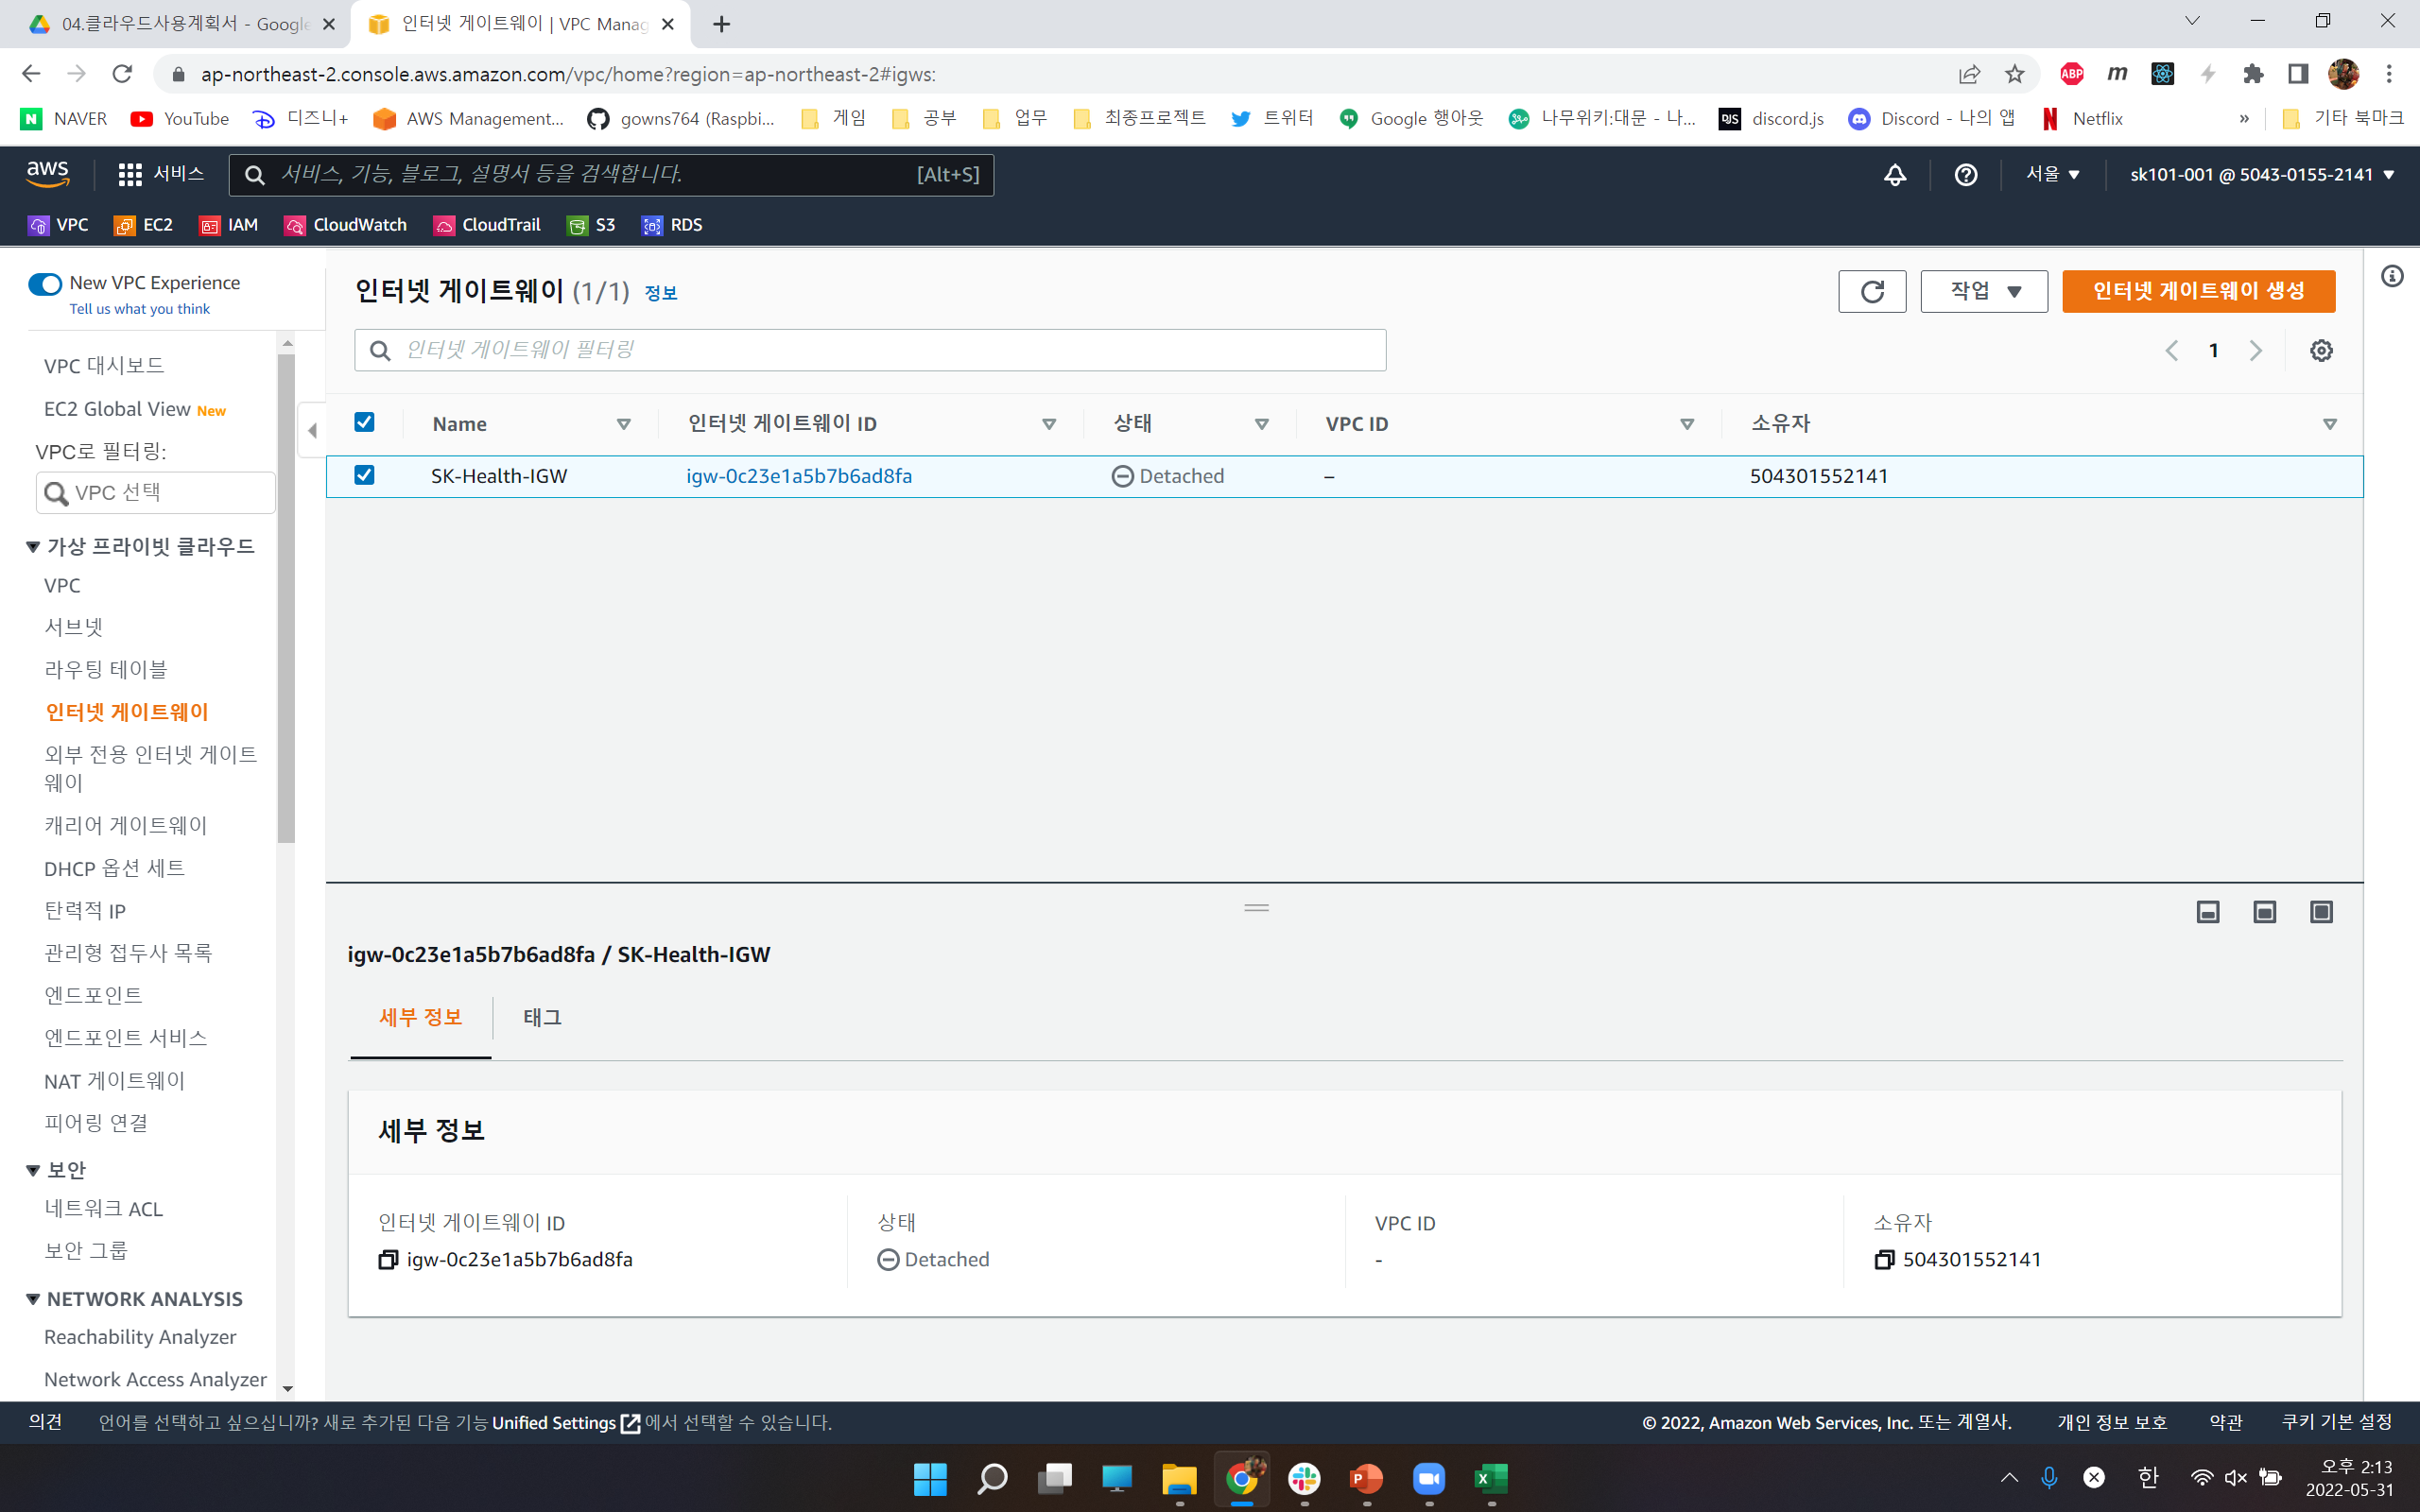 04.클라우드사용계획서 - Google
인터넷 게이트웨이 | VPC Manag
ap-northeast-2.console.aws.amazon.com/vpc/home?region=ap-northeast-2#igws:
ABP
m
N NAVER YouTube 디즈니+ AWS Management... gowns764 (Raspbi... 게임 공부 업무 최종프로젝트 트위터 Google 행아웃 나무위키:대문 - 나... DJS discord.js Discord - 나의 앱 N Netflix » 기타 북마크
aws 서비스 서비스, 기능, 블로그, 설명서 등을 검색합니다. [Alt+S] 서울 ▼ sk101-001 @ 5043-0155-2141 ▼
VPC EC2 IAM CloudWatch CloudTrail S3 RDS
New VPC Experience
Tell us what you think
VPC 대시보드
EC2 Global View New
VPC로 필터링:
VPC 선택
가상 프라이빗 클라우드
VPC
서브넷
라우팅 테이블
인터넷 게이트웨이
외부 전용 인터넷 게이트
웨이
캐리어 게이트웨이
DHCP 옵션 세트
탄력적 IP
관리형 접두사 목록
엔드포인트
엔드포인트 서비스
NAT 게이트웨이
피어링 연결
보안
네트워크 ACL
보안 그룹
NETWORK ANALYSIS
Reachability Analyzer
Network Access Analyzer
인터넷 게이트웨이 (1/1) 정보
작업 ▼ 인터넷 게이트웨이 생성
인터넷 게이트웨이 필터링
1
Name 인터넷 게이트웨이 ID 상태 VPC ID 소유자
SK-Health-IGW igw-0c23e1a5b7b6ad8fa Detached – 504301552141
igw-0c23e1a5b7b6ad8fa / SK-Health-IGW
세부 정보 태그
세부 정보
인터넷 게이트웨이 ID 상태 VPC ID 소유자
igw-0c23e1a5b7b6ad8fa Detached - 504301552141
의견 언어를 선택하고 싶으십니까? 새로 추가된 다음 기능 Unified Settings 에서 선택할 수 있습니다. © 2022, Amazon Web Services, Inc. 또는 계열사. 개인 정보 보호 약관 쿠키 기본 설정
한 오후 2:13
2022-05-31